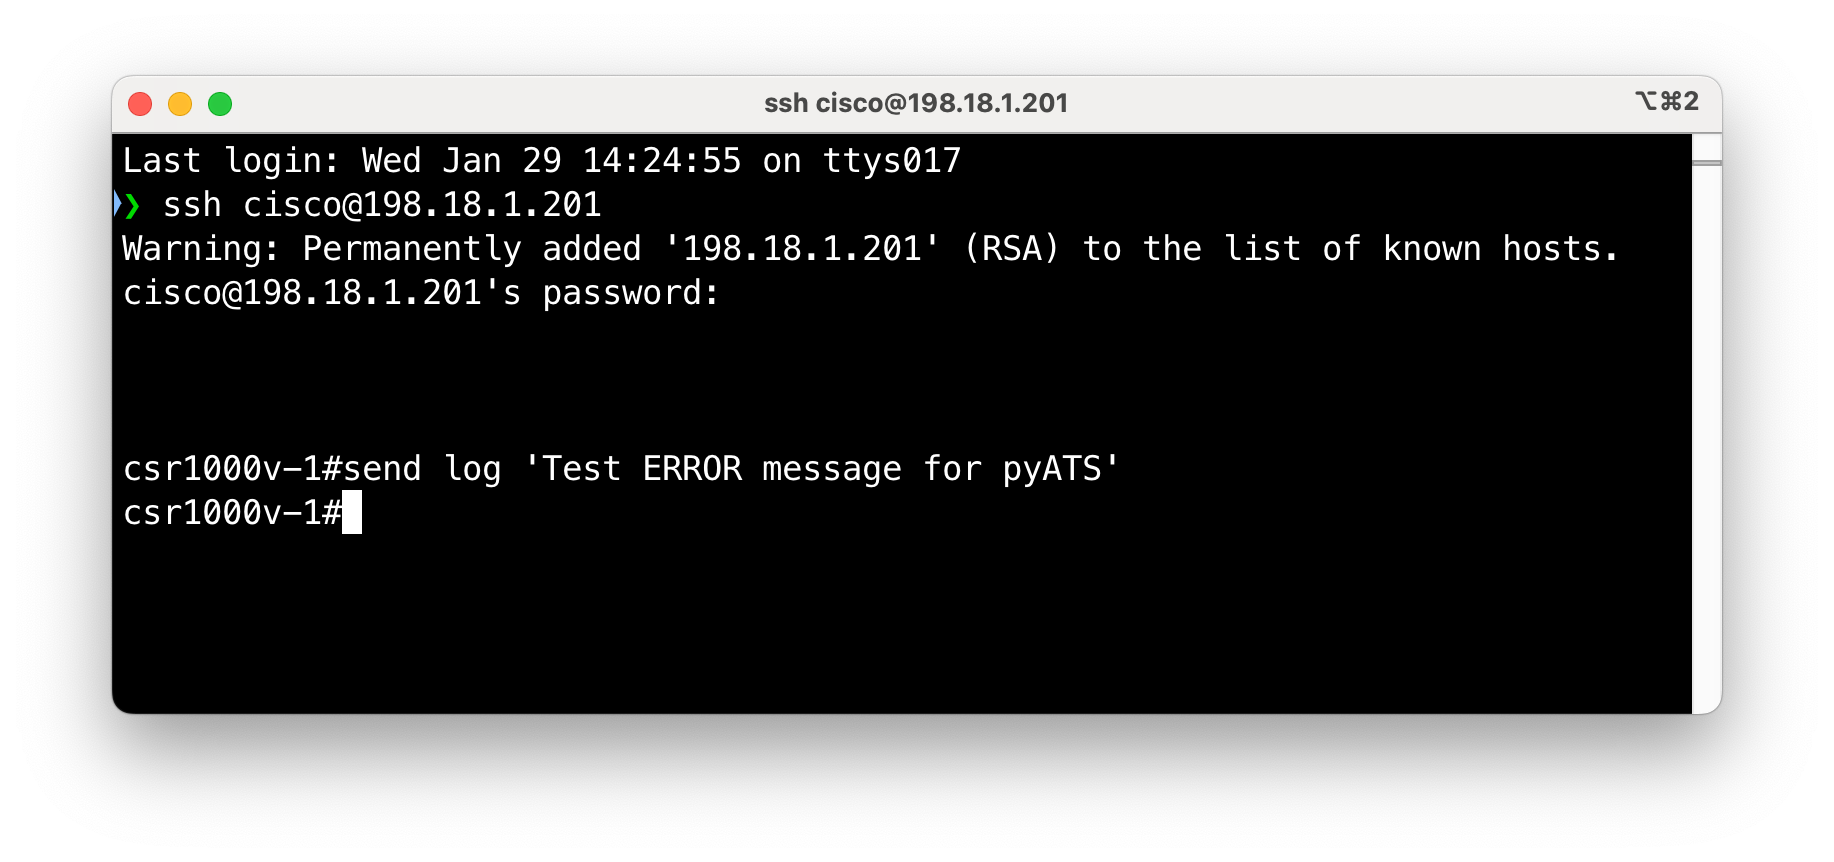 ssh cisco@198.18.1.201
⌥⌘2
Last login: Wed Jan 29 14:24:55 on ttys017
❯ ssh cisco@198.18.1.201
Warning: Permanently added '198.18.1.201' (RSA) to the list of known hosts.
cisco@198.18.1.201's password:
csr1000v-1#send log 'Test ERROR message for pyATS'
csr1000v-1#